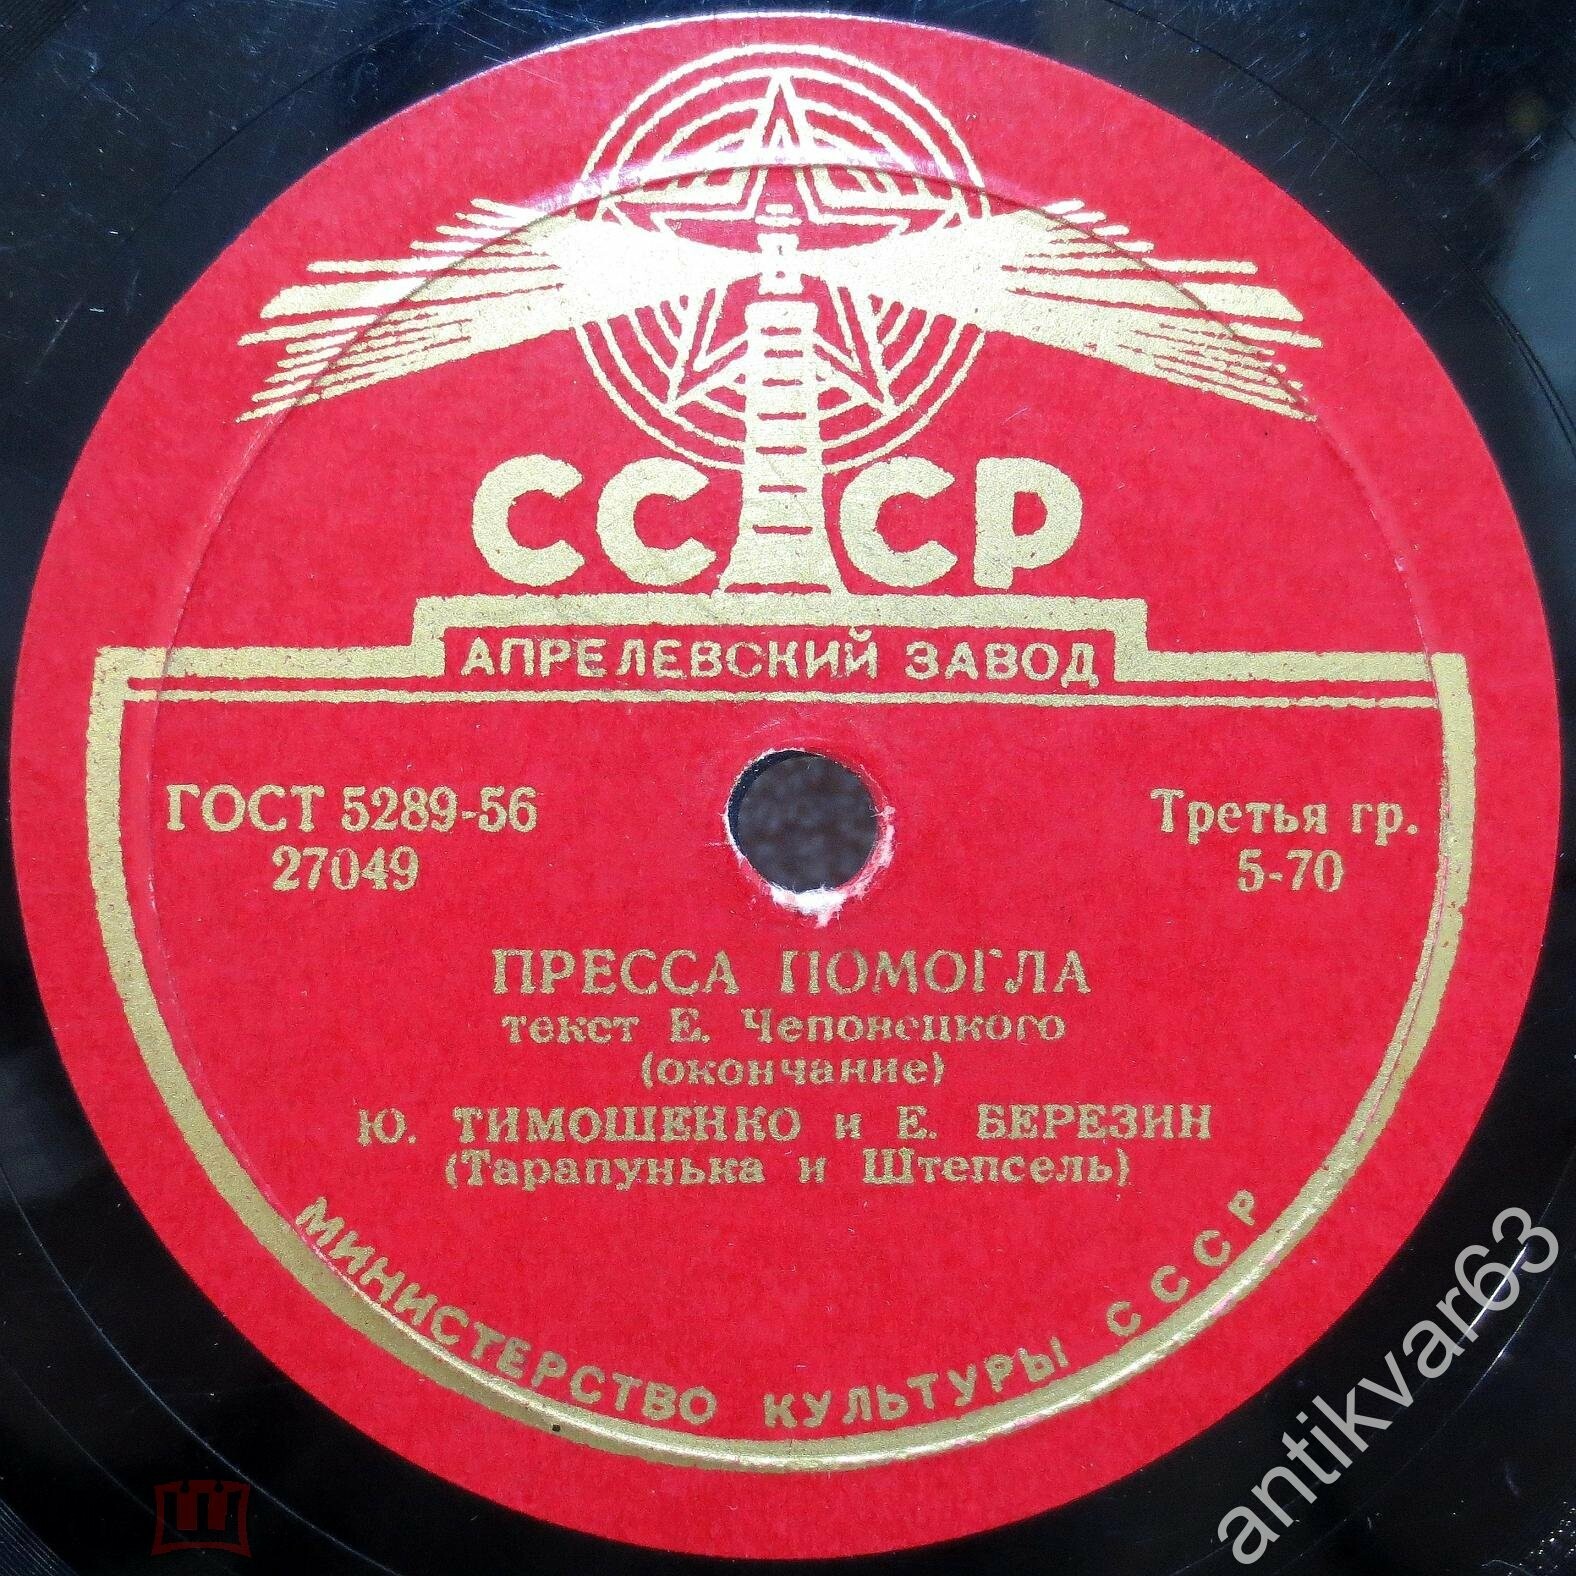 СССР
АПРЕЛЕВСКИЙ ЗАВОД
ГОСТ 5289-56
27049
Третья гр.
5-70
ПРЕССА ПОМОГЛА
текст Е. Чеповецкого
(окончание)
Ю. ТИМОШЕНКО и Е. БЕРЕЗИН
(Тарапунька и Штепсель)
МИНИСТЕРСТВО КУЛЬТУРЫ СССР
antikvar63